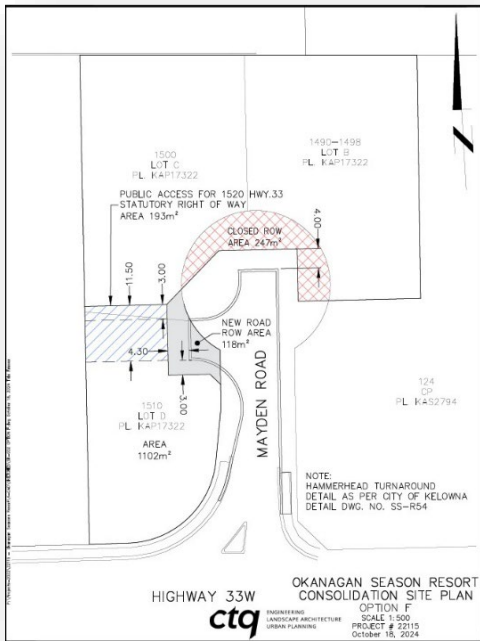 1490-1498
LOT B
PL. KAP17322
1500
LOT C
PL. KAP17322
PUBLIC ACCESS FOR 1520 HWY.33
STATUTORY RIGHT OF WAY
AREA 193m²
CLOSED ROW
AREA 247m²
4.00
11.50
3.00
NEW ROAD
ROW AREA
118m²
4.30
3.00
MAYDEN ROAD
1510
LOT D
PL. KAP17322
AREA
1102m²
124
CP
PL. KAS2794
NOTE:
HAMMERHEAD TURNAROUND
DETAIL AS PER CITY OF KELOWNA
DETAIL DWG. NO. SS-R54
HIGHWAY 33W
ctq
ENGINEERING
LANDSCAPE ARCHITECTURE
URBAN PLANNING
OKANAGAN SEASON RESORT
CONSOLIDATION SITE PLAN
OPTION F
SCALE 1:500
PROJECT # 22115
October 18, 2024